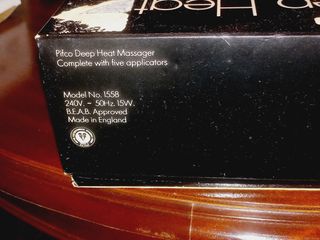 ep Heat
Pifco Deep Heat Massager
Complete with five applicators
Model No. 1558
240V. ~ 50Hz. 15W.
B.E.A.B. Approved
Made in England